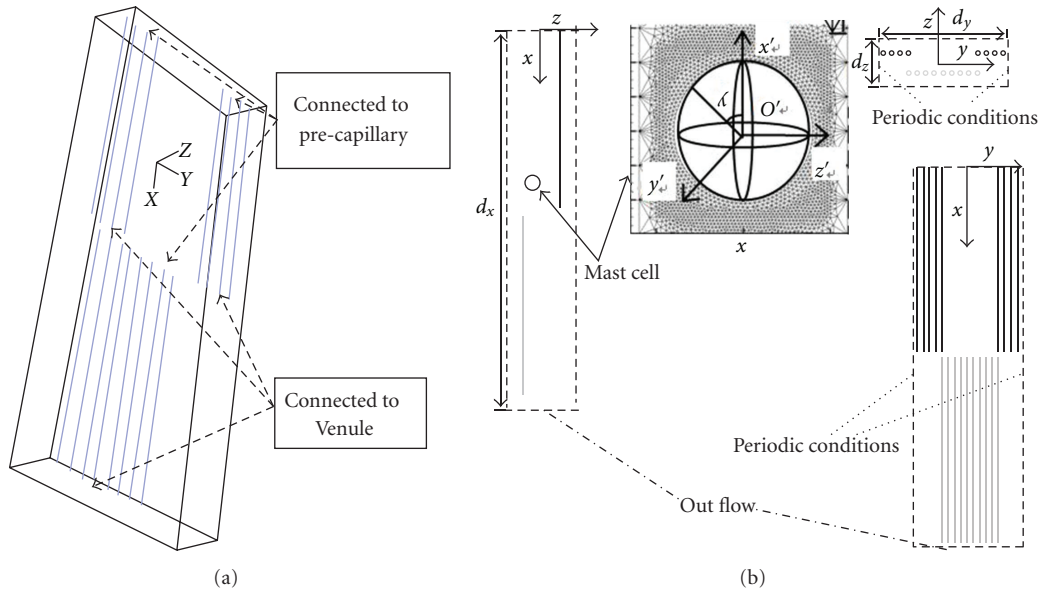 Connected to
pre-capillary
Z
Y
X
Connected to
Venule
(a)
z
x
d_x
Mast cell
x′
O′
y′
z′
x
z
d_y
d_z
y
Periodic conditions
y
x
Periodic conditions
Out flow
(b)